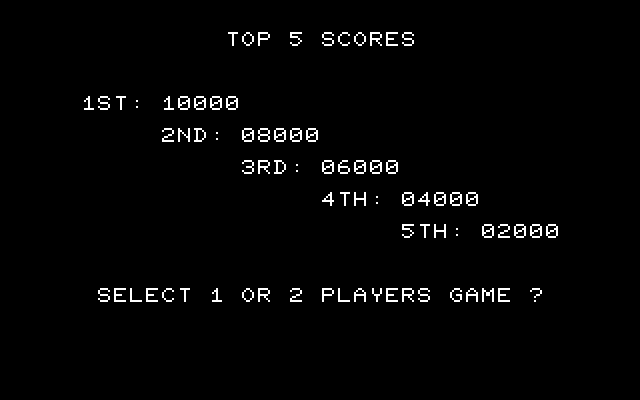 TOP 5 SCORES
1ST: 10000
2ND: 08000
3RD: 06000
4TH: 04000
5TH: 02000
SELECT 1 OR 2 PLAYERS GAME ?